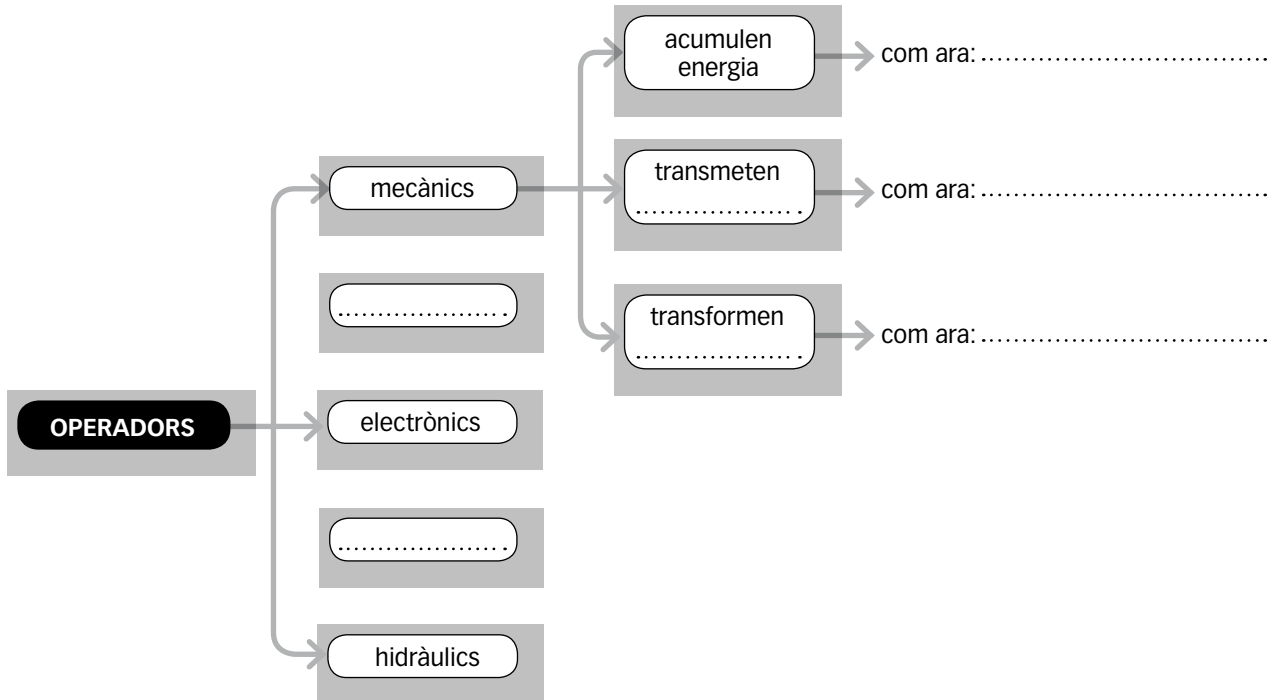 acumulen
energia
com ara: ................................
mecànics
transmeten
....................
com ara: ................................
....................
transformen
....................
com ara: ................................
OPERADORS
electrònics
....................
hidràulics